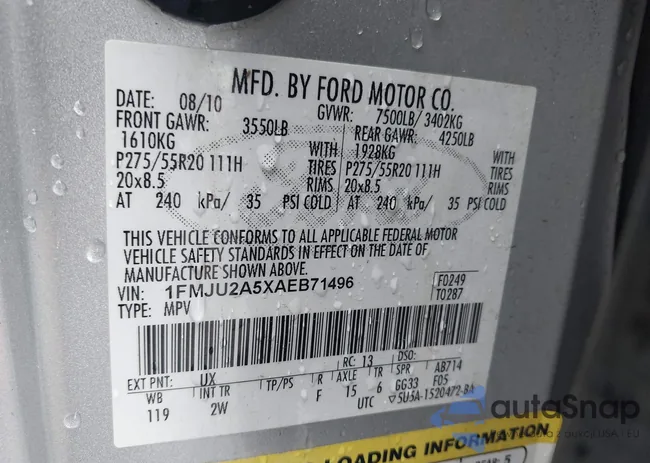 MFD. BY FORD MOTOR CO.
DATE: 08/10 GVWR: 7500LB/ 3402KG
FRONT GAWR: 3550LB REAR GAWR: 4250LB
1610KG WITH 1928KG WITH
P275/55R20 111H TIRES P275/55R20 111H TIRES
20x8.5 RIMS 20x8.5 RIMS
AT 240 kPa/ 35 PSI COLD AT 240 kPa/ 35 PSI COLD
THIS VEHICLE CONFORMS TO ALL APPLICABLE FEDERAL MOTOR
VEHICLE SAFETY STANDARDS IN EFFECT ON THE DATE OF
MANUFACTURE SHOWN ABOVE.
VIN: 1FMJU2A5XAEB71496 F0249
TYPE: MPV T0287
RC: 13 DSO:
EXT PNT: UX AXLE TR SPR AB714
WB INT TR TP/PS R 15 6 GG33 F05
119 2W F UTC 5U5A-1520472-BA
LOADING INFORMATION
autoSnap